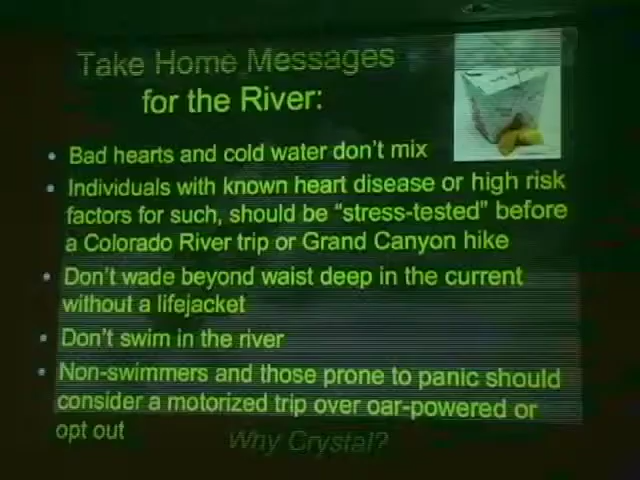 Take Home Messages
for the River:
• Bad hearts and cold water don't mix
• Individuals with known heart disease or high risk
factors for such, should be "stress-tested" before
a Colorado River trip or Grand Canyon hike
• Don't wade beyond waist deep in the current
without a lifejacket
• Don't swim in the river
• Non-swimmers and those prone to panic should
consider a motorized trip over oar-powered or
opt out
Why Crystal?